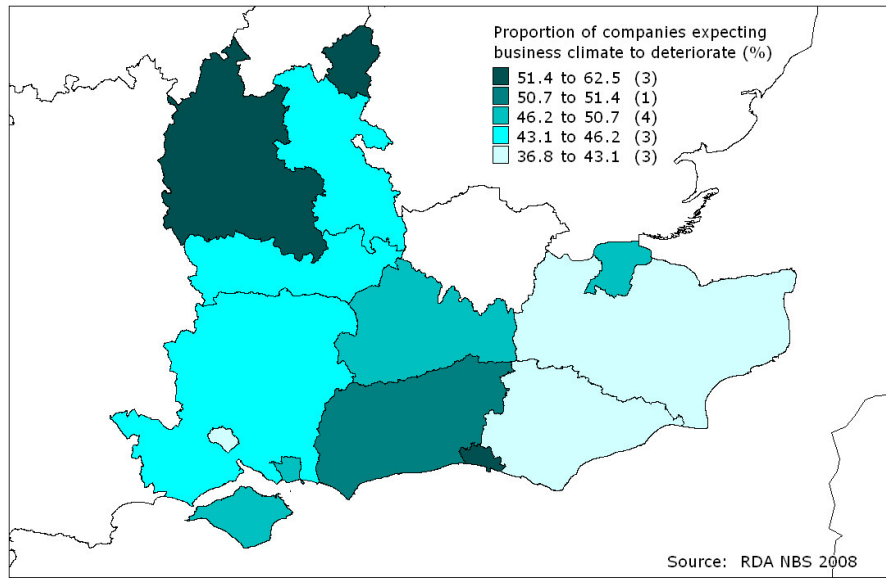 Proportion of companies expecting
business climate to deteriorate (%)
51.4 to 62.5 (3)
50.7 to 51.4 (1)
46.2 to 50.7 (4)
43.1 to 46.2 (3)
36.8 to 43.1 (3)
Source: RDA NBS 2008